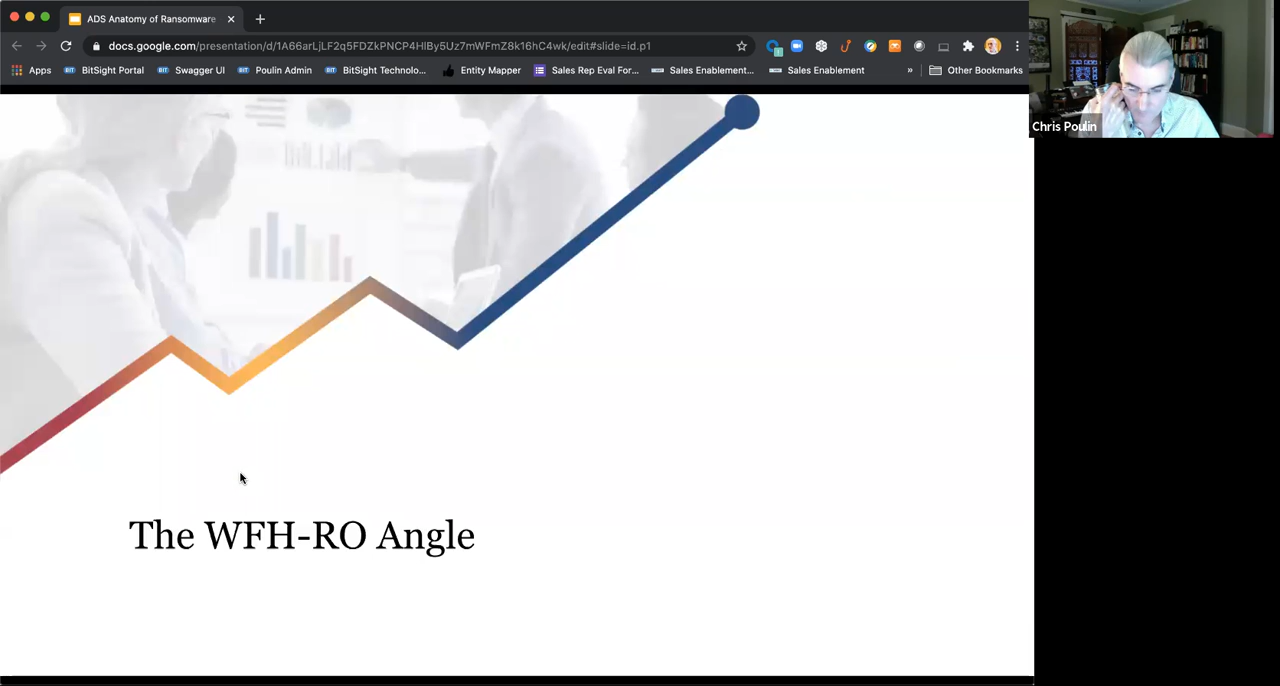 ADS Anatomy of Ransomware
docs.google.com/presentation/d/1A66arLjLF2q5FDZkPNCP4HIBy5Uz7mWFmZ8k16hC4wk/edit#slide=id.p1
Apps BitSight Portal Swagger UI Poulin Admin BitSight Technolo... Entity Mapper Sales Rep Eval For... Sales Enablement... Sales Enablement » Other Bookmarks
Chris Poulin
The WFH-RO Angle